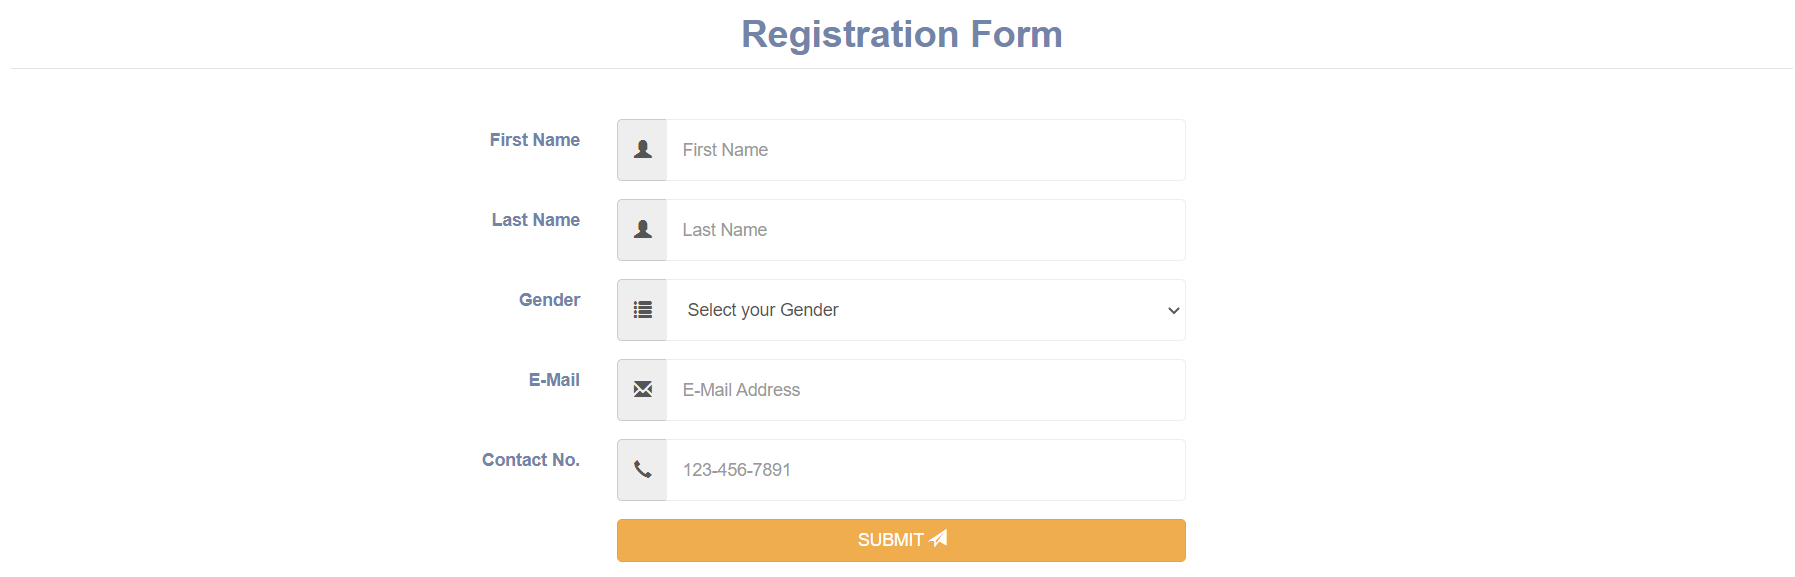 Registration Form
First Name
First Name
Last Name
Last Name
Gender
Select your Gender
E-Mail
E-Mail Address
Contact No.
123-456-7891
SUBMIT